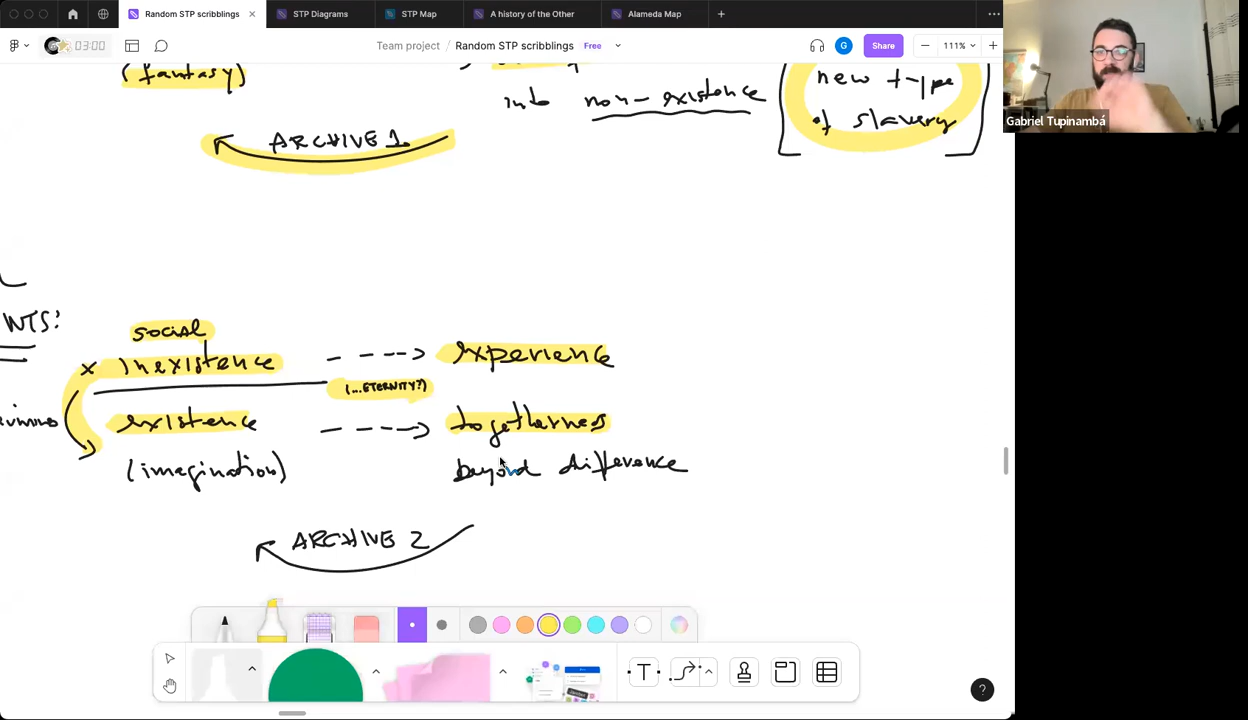 Random STP scribblings
STP Diagrams
STP Map
A history of the Other
Alameda Map
03:00
Team project
Random STP scribblings
Free
G
Share
111%
Gabriel Tupinambá
(fantasy)
into non-existence
new type
of slavery
ARCHIVE 1
social
x inexistence
experience
(...ETERNITY?)
existence
togetherness
(imagination)
beyond difference
ARCHIVE 2
T
?